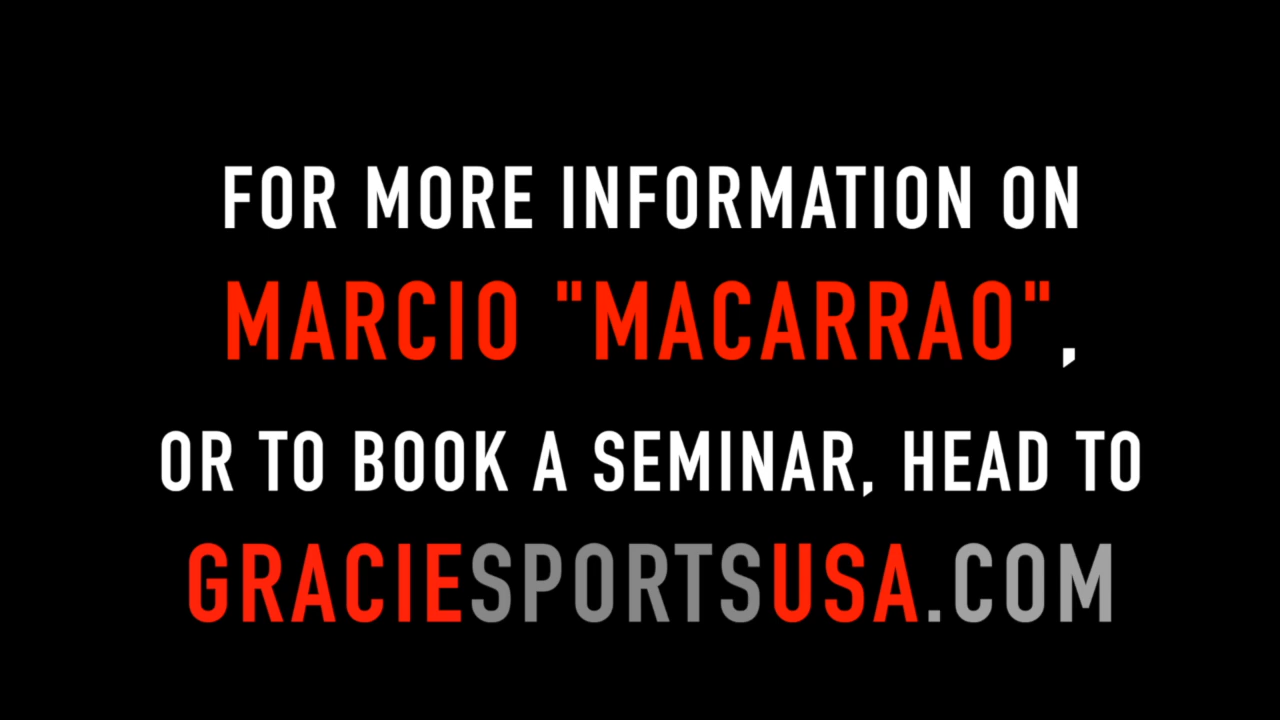 FOR MORE INFORMATION ON
MARCIO "MACARRAO",
OR TO BOOK A SEMINAR, HEAD TO
GRACIESPORTSUSA.COM